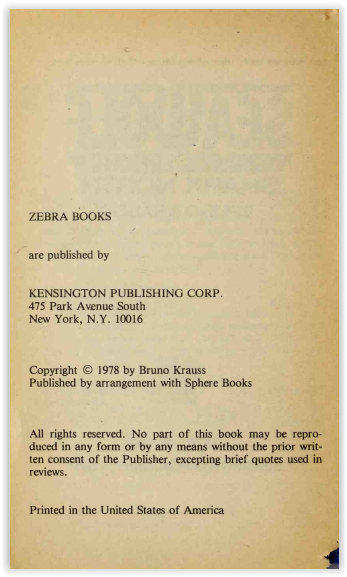 ZEBRA BOOKS
are published by
KENSINGTON PUBLISHING CORP.
475 Park Avenue South
New York, N.Y. 10016
Copyright © 1978 by Bruno Krauss
Published by arrangement with Sphere Books
All rights reserved. No part of this book may be repro-
duced in any form or by any means without the prior writ-
ten consent of the Publisher, excepting brief quotes used in
reviews.
Printed in the United States of America